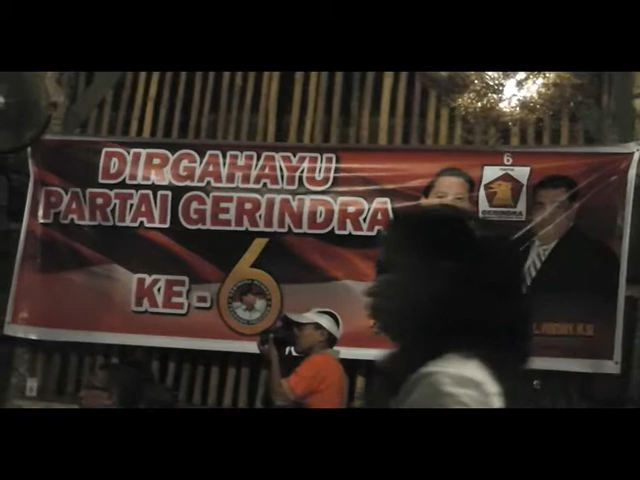 DIRGAHAYU
PARTAI GERINDRA
KE - 6
6
GERINDRA